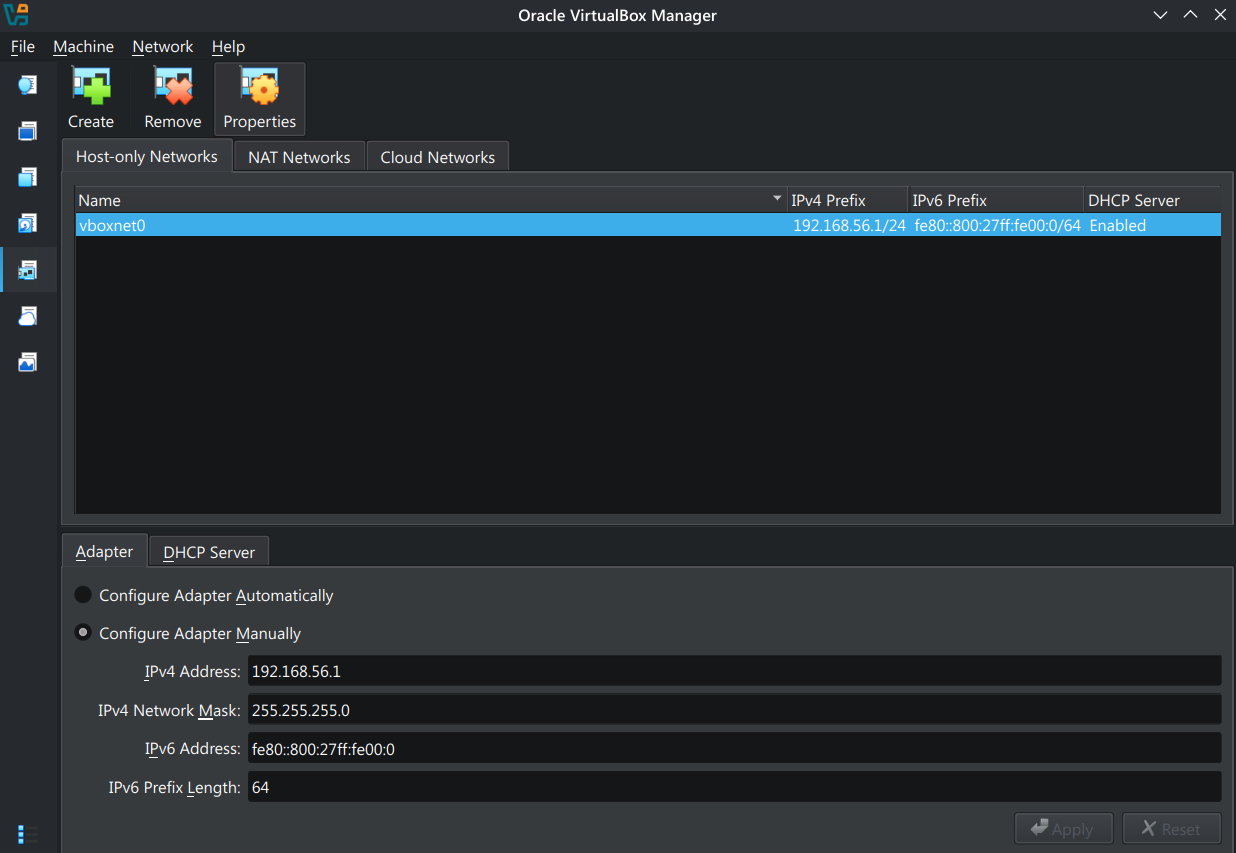 Oracle VirtualBox Manager
File Machine Network Help
Create Remove Properties
Host-only Networks NAT Networks Cloud Networks
Name IPv4 Prefix IPv6 Prefix DHCP Server
vboxnet0 192.168.56.1/24 fe80::800:27ff:fe00:0/64 Enabled
Adapter DHCP Server
Configure Adapter Automatically
Configure Adapter Manually
IPv4 Address: 192.168.56.1
IPv4 Network Mask: 255.255.255.0
IPv6 Address: fe80::800:27ff:fe00:0
IPv6 Prefix Length: 64
Apply Reset